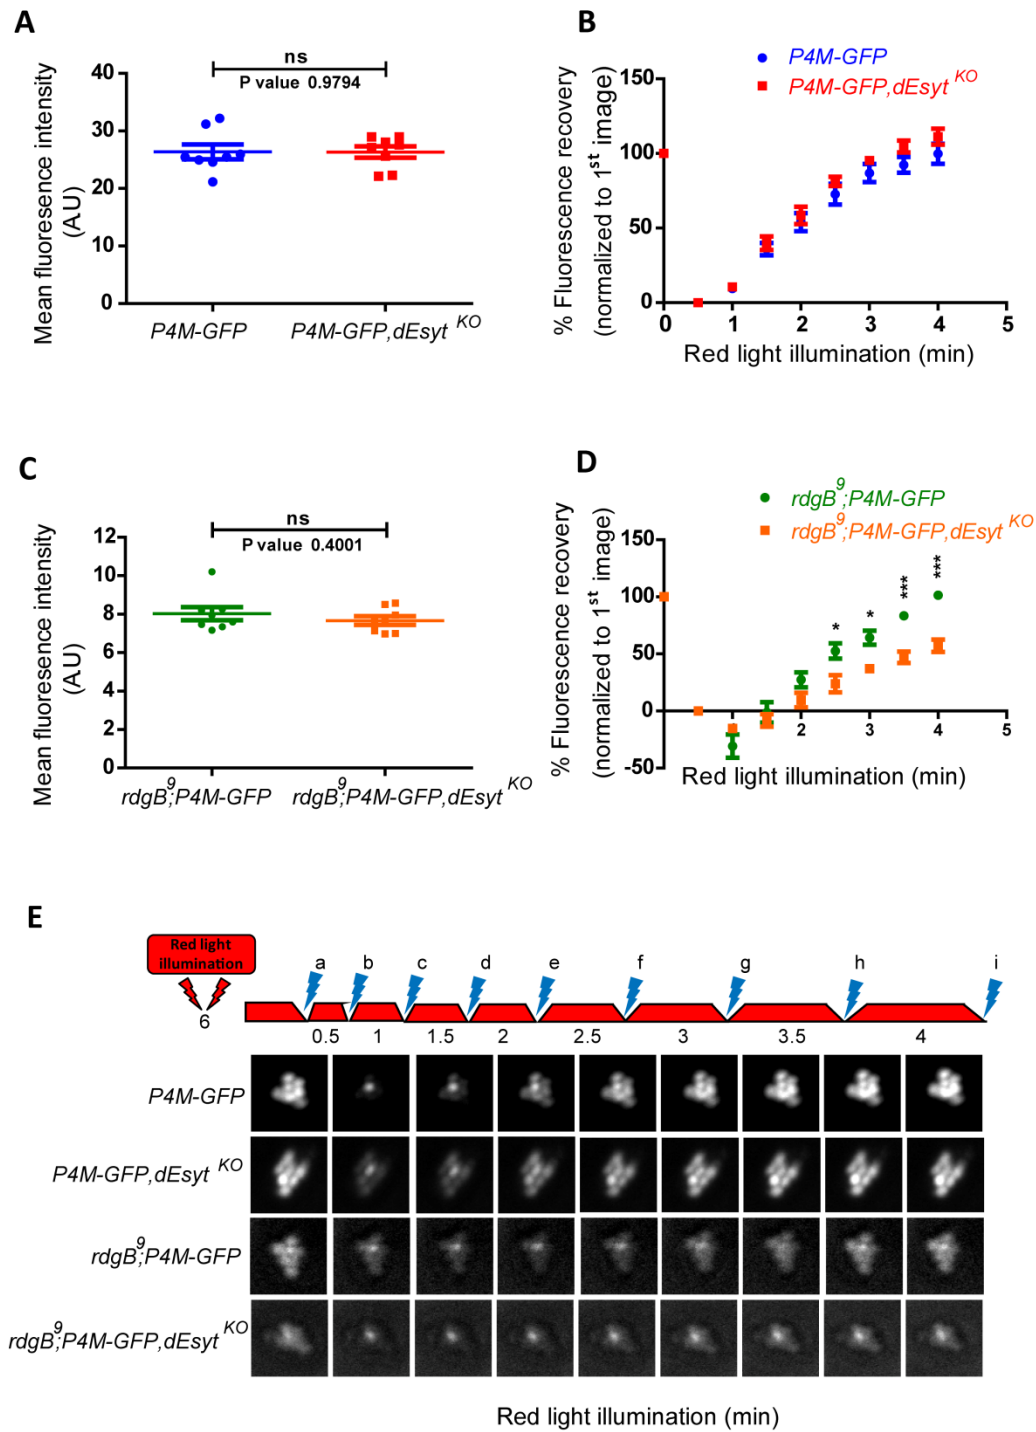 A
ns
P value 0.9794
Mean fluoresence intensity
(A.U)
40
30
20
10
0
P4M-GFP
P4M-GFP,dEsyt KO
B
P4M-GFP
P4M-GFP,dEsyt KO
% Fluorescence recovery
(normalized to 1st image)
150
100
50
0
0 1 2 3 4 5
Red light illumination (min)
C
ns
P value 0.4001
Mean fluoresence intensity
(A.U)
12
10
8
6
4
2
0
rdgB9;P4M-GFP
rdgB9;P4M-GFP,dEsyt KO
D
rdgB9;P4M-GFP
rdgB9;P4M-GFP,dEsyt KO
% Fluorescence recovery
(normalized to 1st image)
150
100
50
0
-50
* * *** ***
2 3 4 5
Red light illumination (min)
E
Red light
illumination
a b c d e f g h i
6
0.5 1 1.5 2 2.5 3 3.5 4
P4M-GFP
P4M-GFP,dEsyt KO
rdgB9;P4M-GFP
rdgB9;P4M-GFP,dEsyt KO
Red light illumination (min)